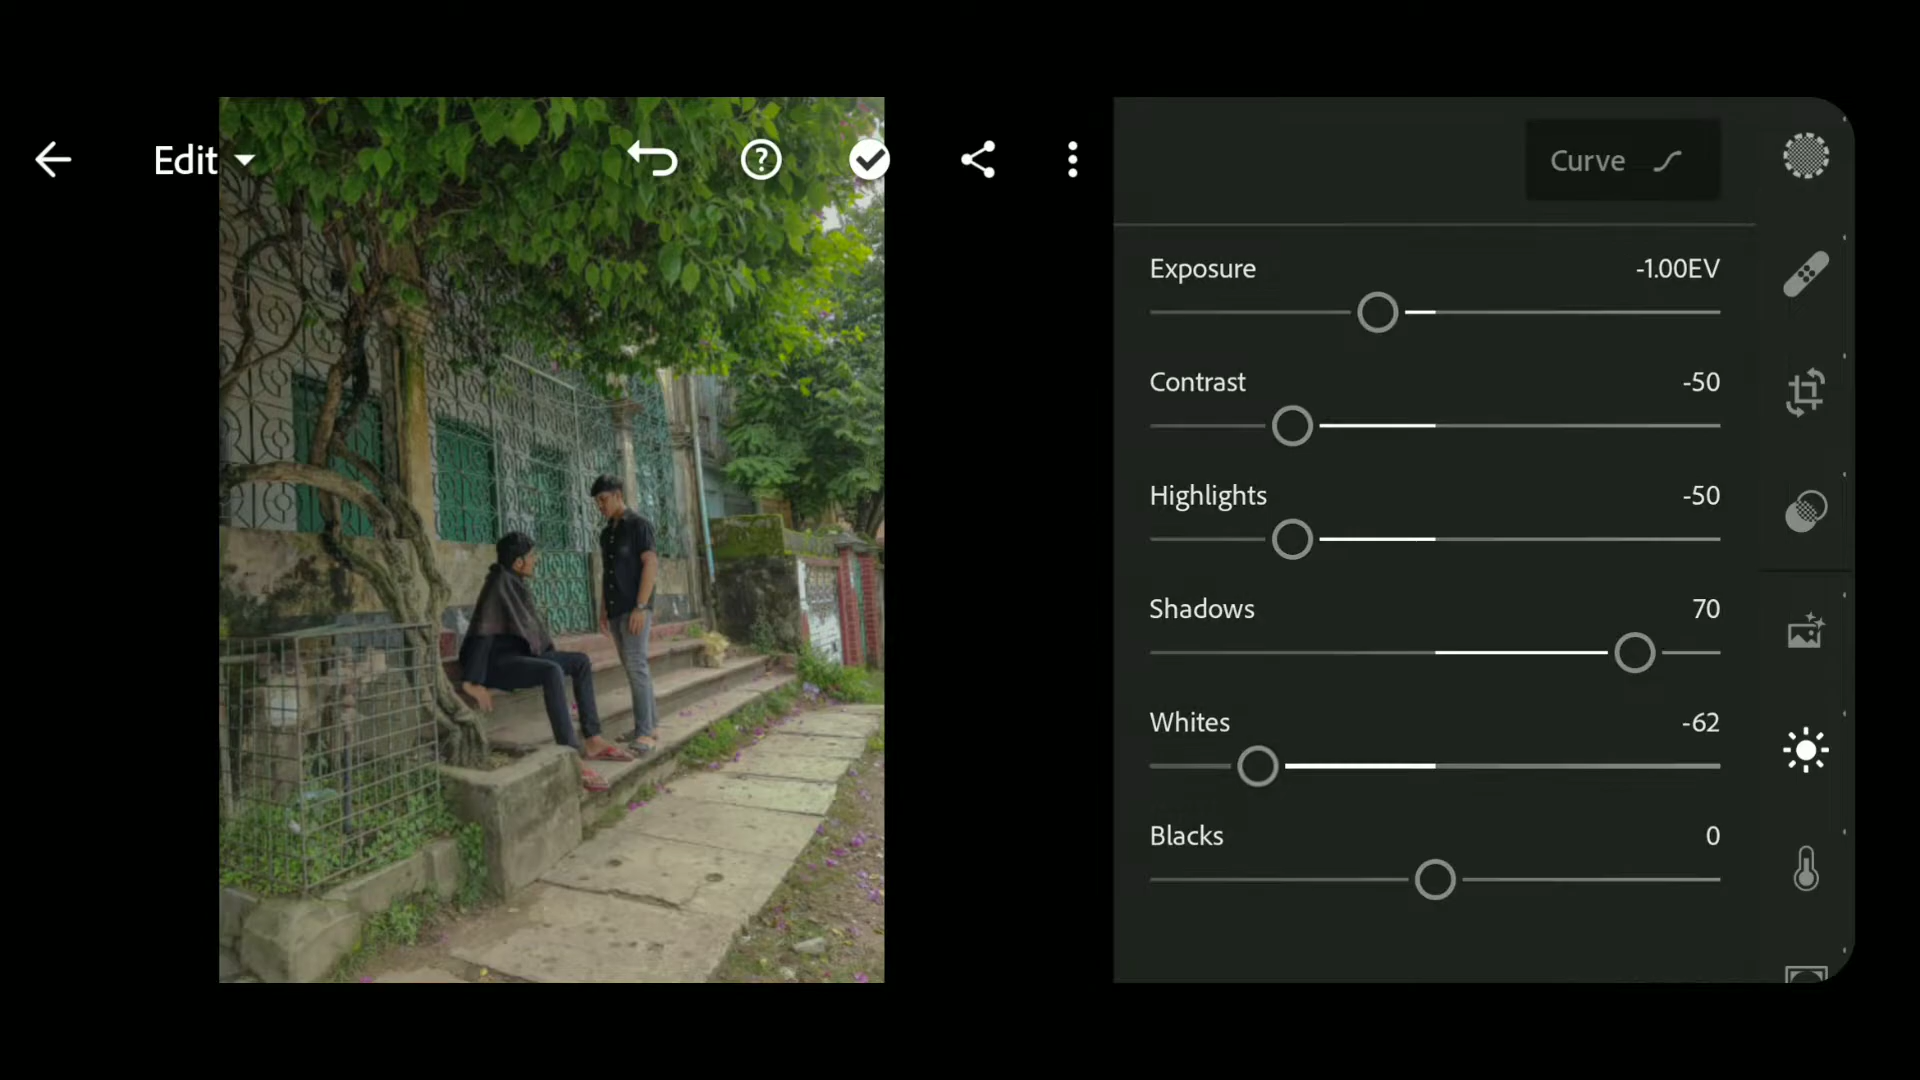 Edit
Curve
Exposure -1.00EV
Contrast -50
Highlights -50
Shadows 70
Whites -62
Blacks 0